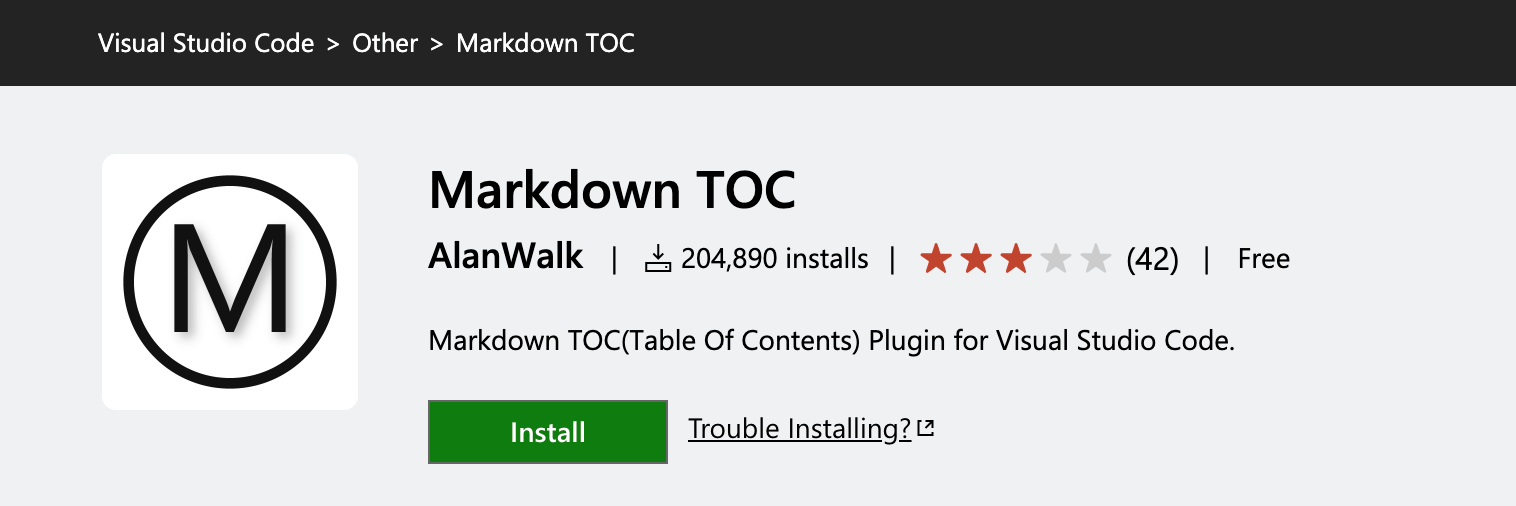 Visual Studio Code > Other > Markdown TOC
M
Markdown TOC
AlanWalk | 204,890 installs | (42) | Free
Markdown TOC(Table Of Contents) Plugin for Visual Studio Code.
Install Trouble Installing?